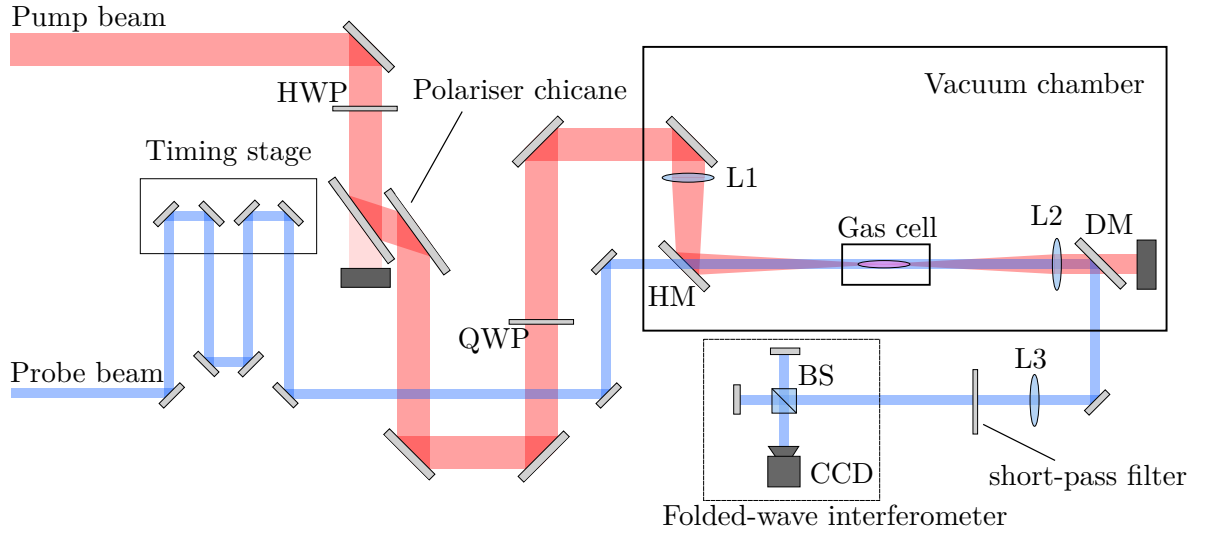 Pump beam
HWP
Polariser chicane
Vacuum chamber
Timing stage
L1
Gas cell
L2
DM
HM
QWP
Probe beam
BS
L3
CCD
short-pass filter
Folded-wave interferometer